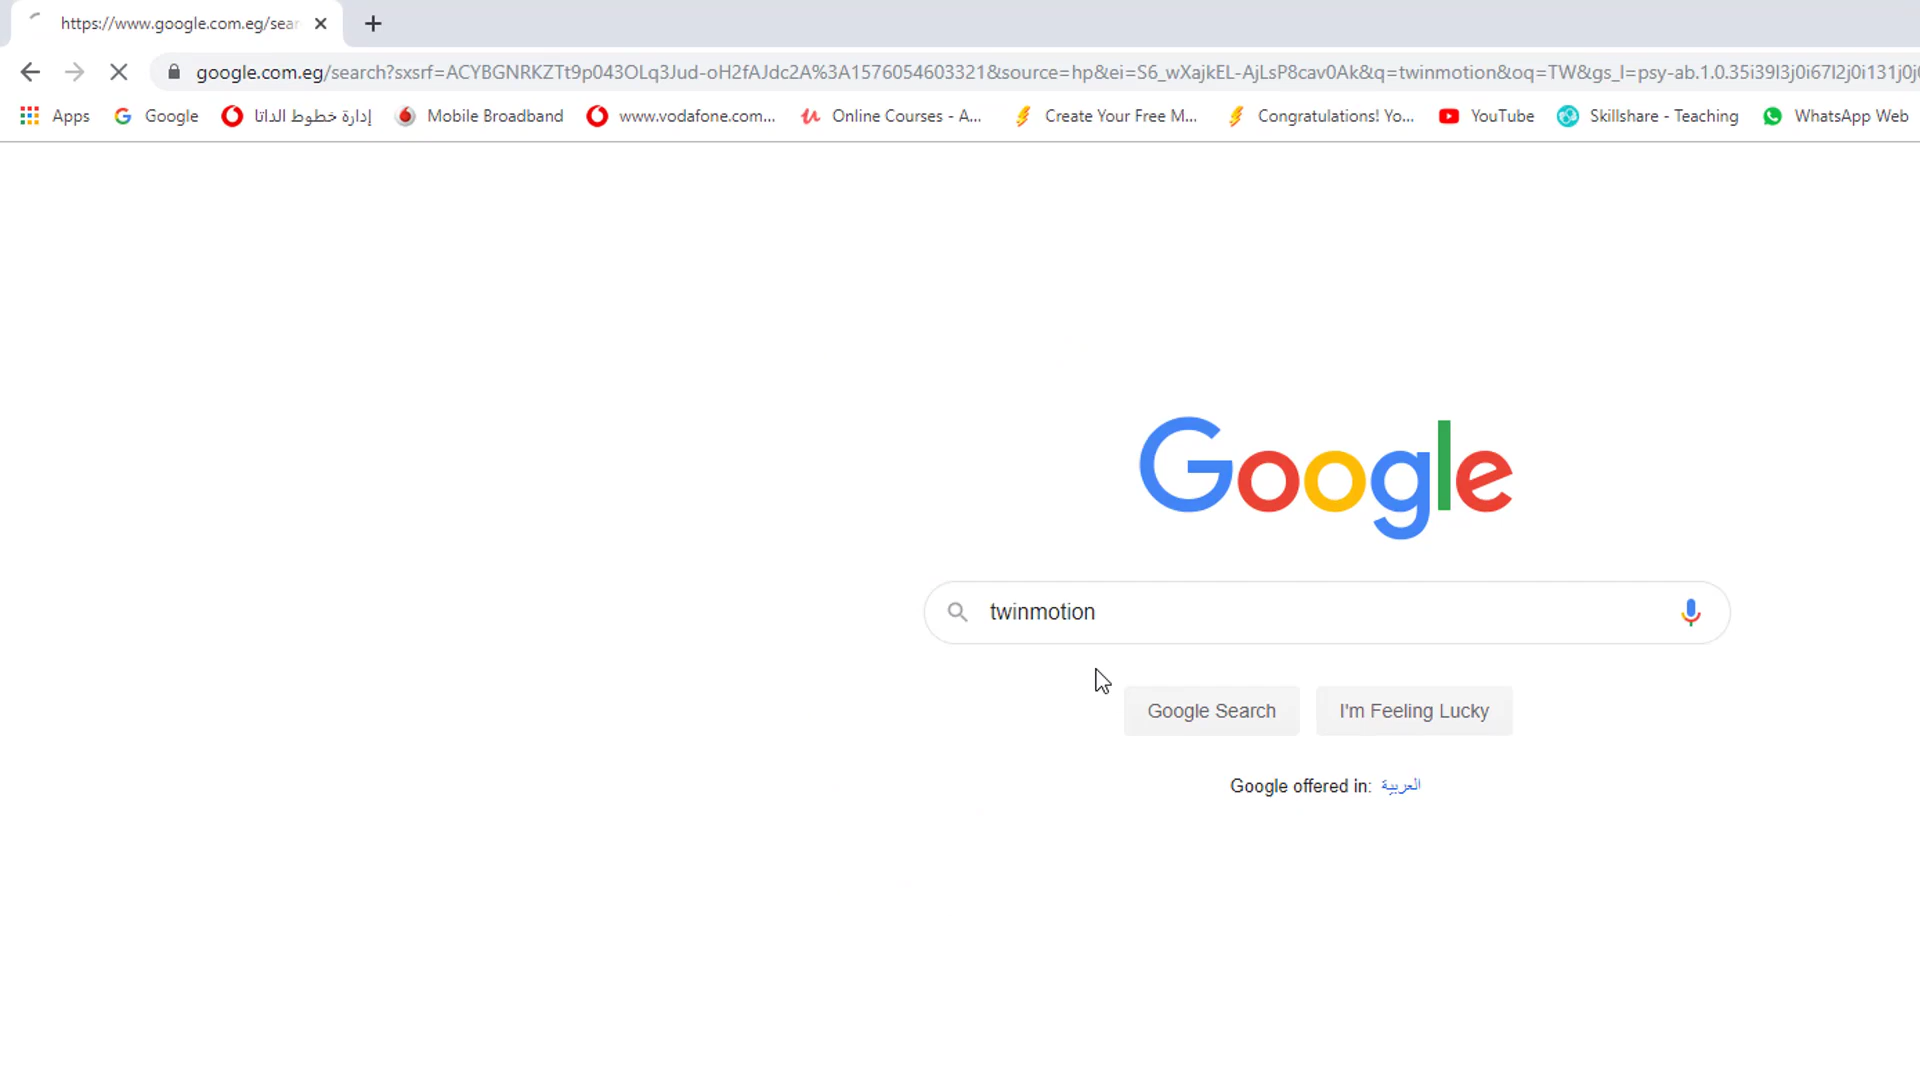 https://www.google.com.eg/sear
google.com.eg/search?sxsrf=ACYBGNRKZTt9p043OLq3Jud-oH2fAJdc2A%3A1576054603321&source=hp&ei=S6_wXajkEL-AjLsP8cav0Ak&q=twinmotion&oq=TW&gs_l=psy-ab.1.0.35i39l3j0i67l2j0i131j0j
Apps Google إدارة خطوط الداتا Mobile Broadband www.vodafone.com... Online Courses - A... Create Your Free M... Congratulations! Yo... YouTube Skillshare - Teaching WhatsApp Web
Google
twinmotion
Google Search I'm Feeling Lucky
Google offered in: العربية